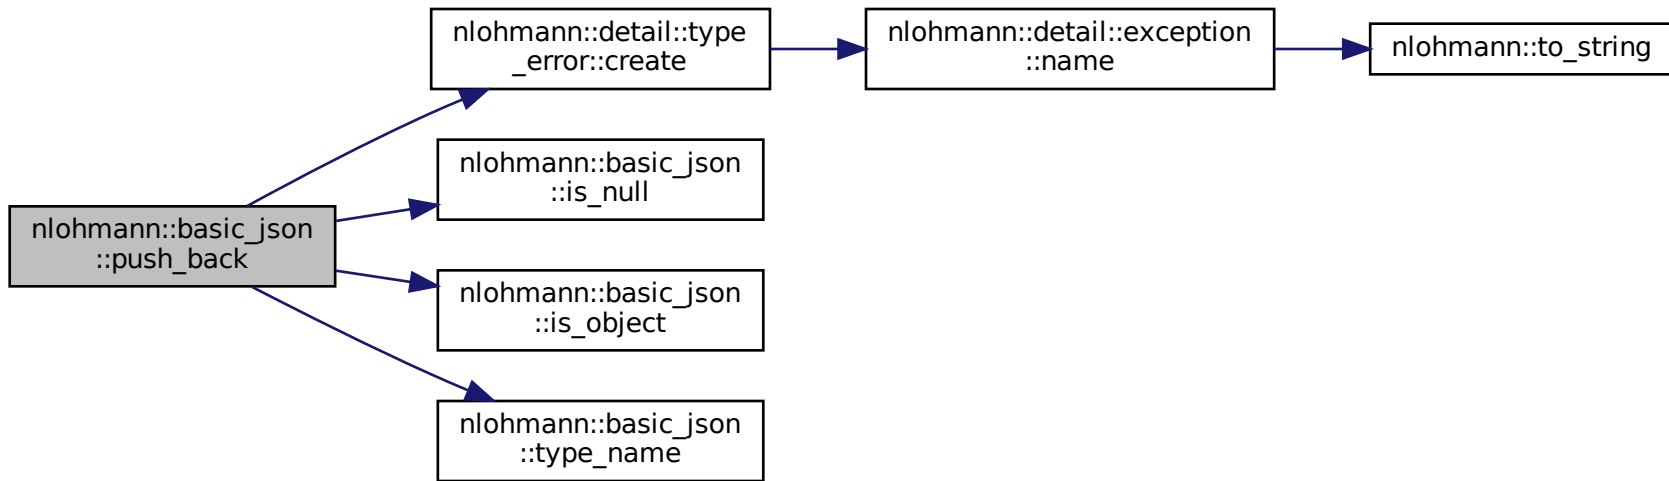 nlohmann::basic_json
::push_back
nlohmann::detail::type
_error::create
nlohmann::detail::exception
::name
nlohmann::to_string
nlohmann::basic_json
::is_null
nlohmann::basic_json
::is_object
nlohmann::basic_json
::type_name